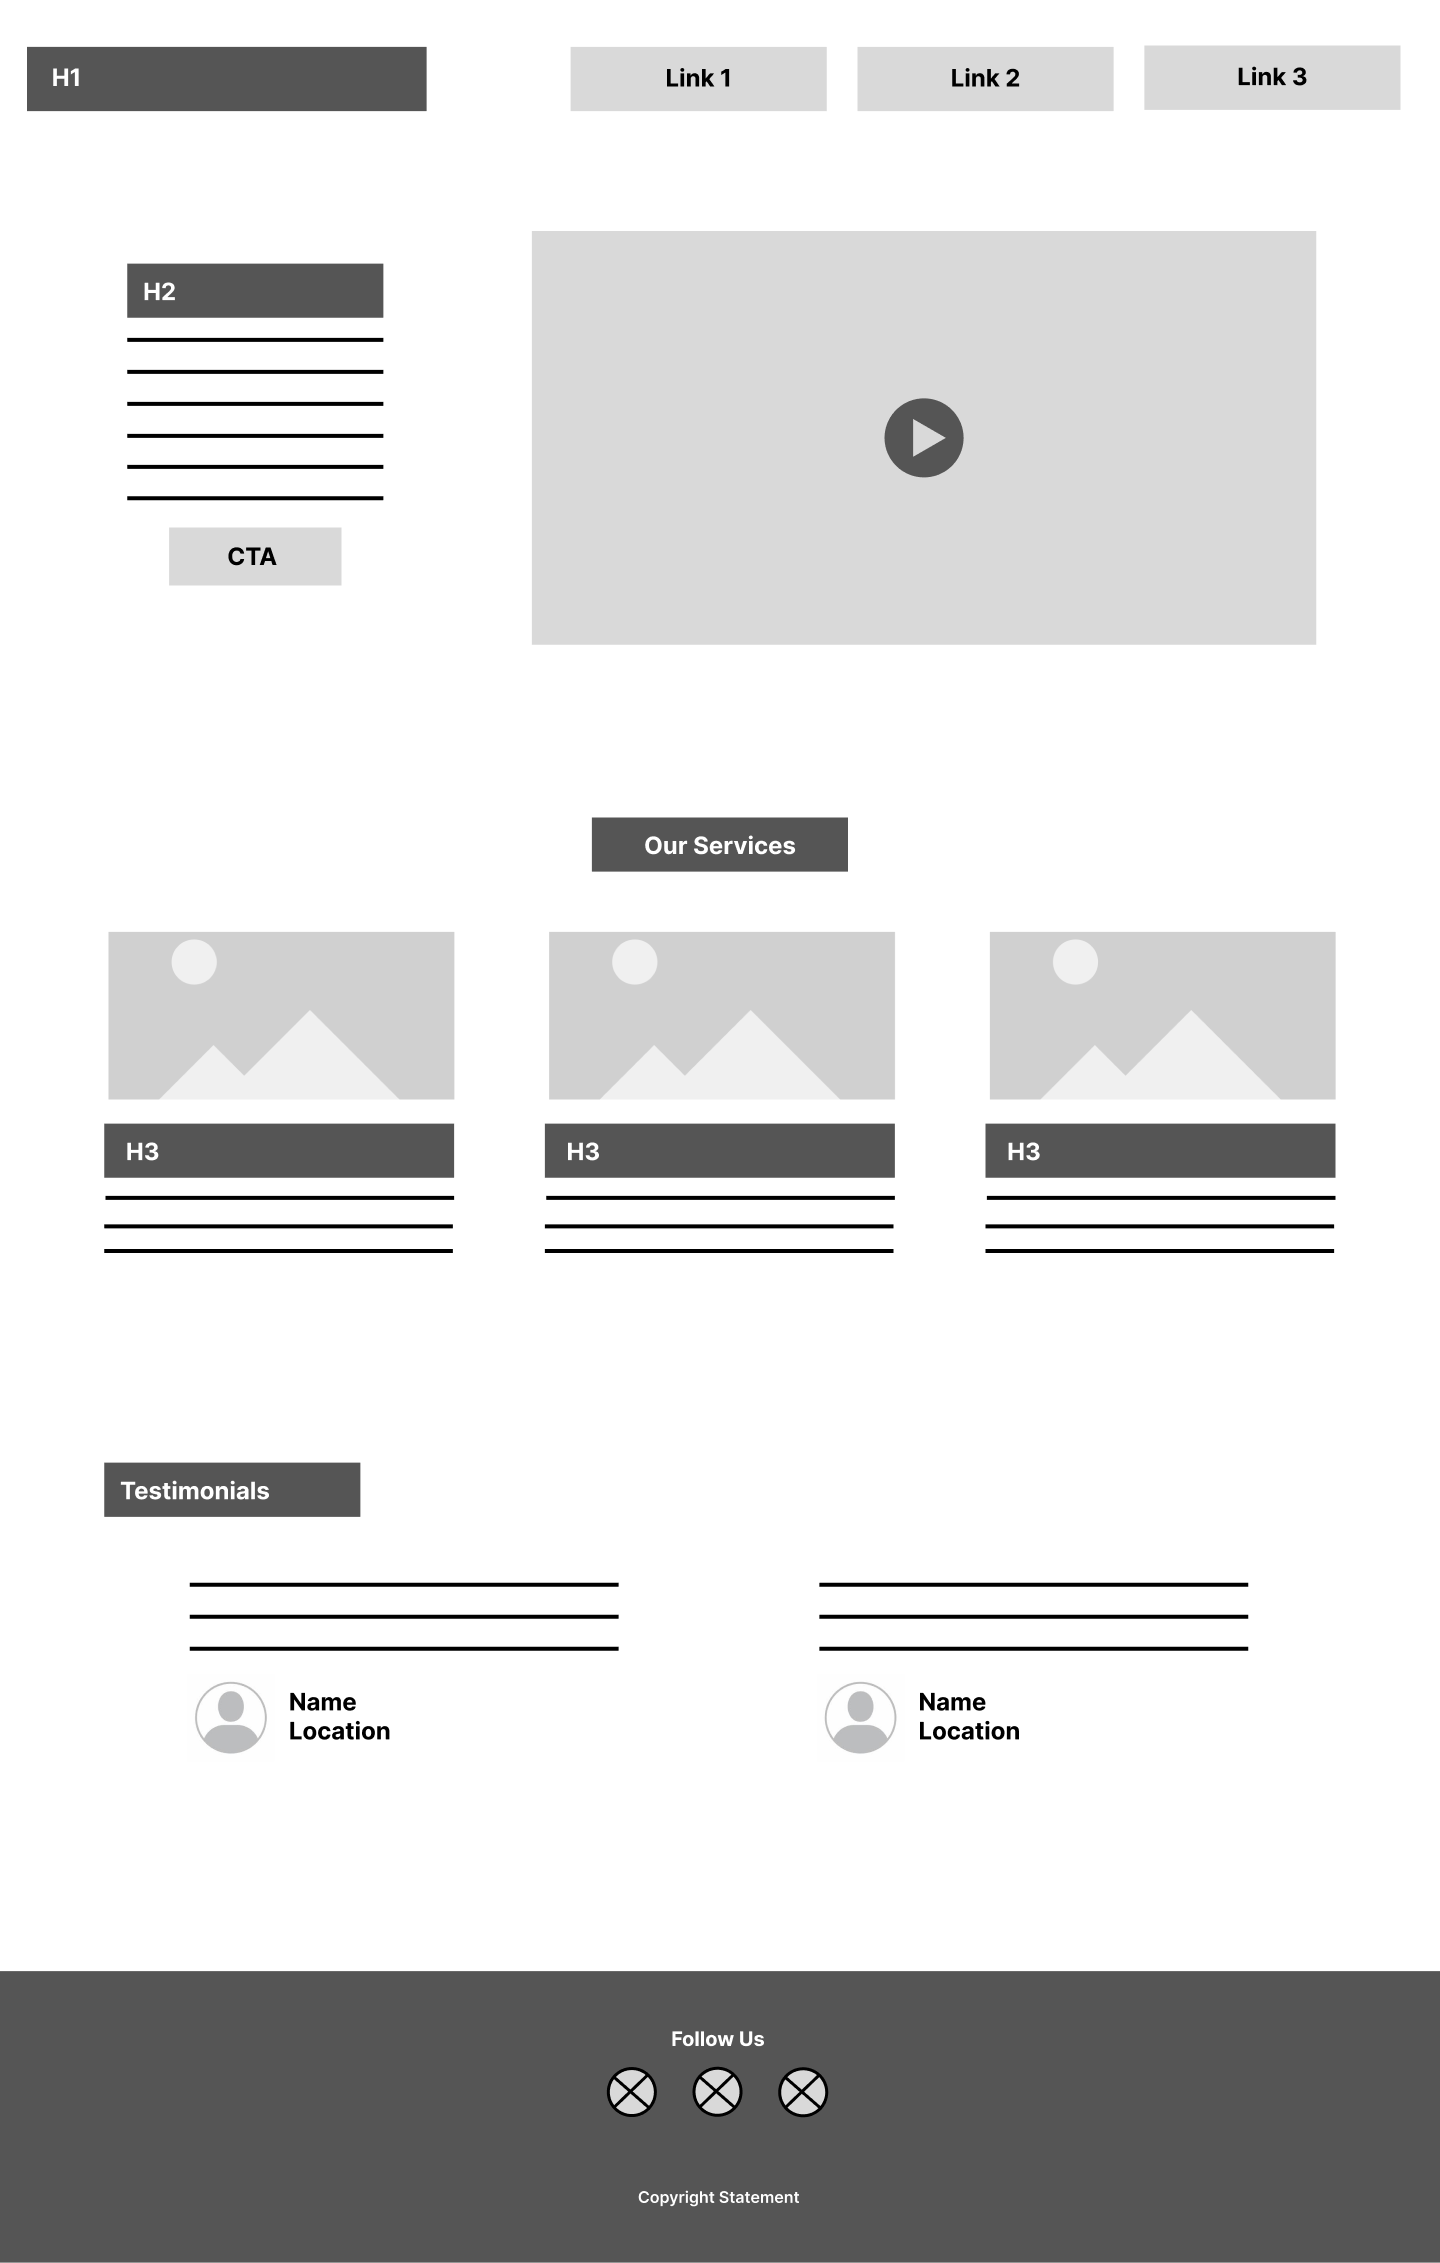 H1
Link 1
Link 2
Link 3
H2
CTA
Our Services
H3
H3
H3
Testimonials
Name
Location
Name
Location
Follow Us
Copyright Statement